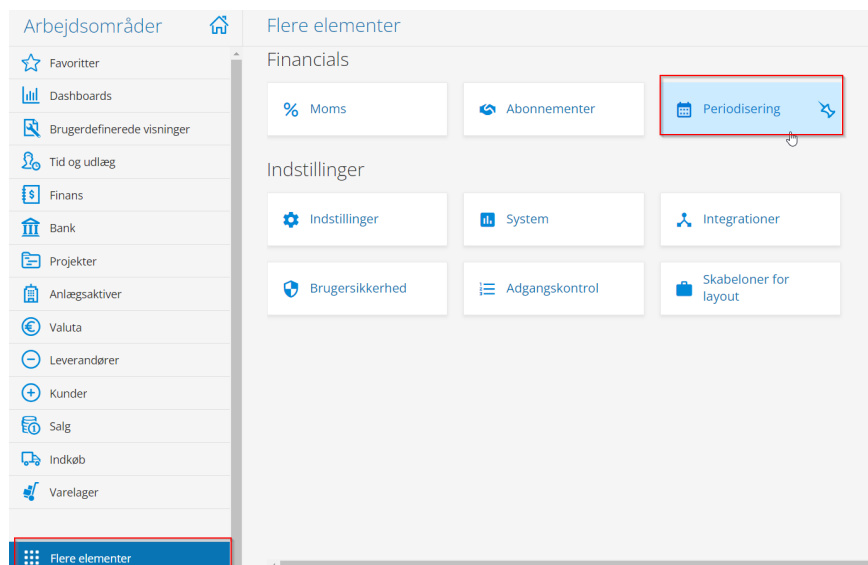 Arbejdsområder
Favoritter
Dashboards
Brugerdefinerede visninger
Tid og udlæg
Finans
Bank
Projekter
Anlægsaktiver
Valuta
Leverandører
Kunder
Salg
Indkøb
Varelager
Flere elementer
Flere elementer
Financials
Moms
Abonnementer
Periodisering
Indstillinger
Indstillinger
System
Integrationer
Brugersikkerhed
Adgangskontrol
Skabeloner for
layout